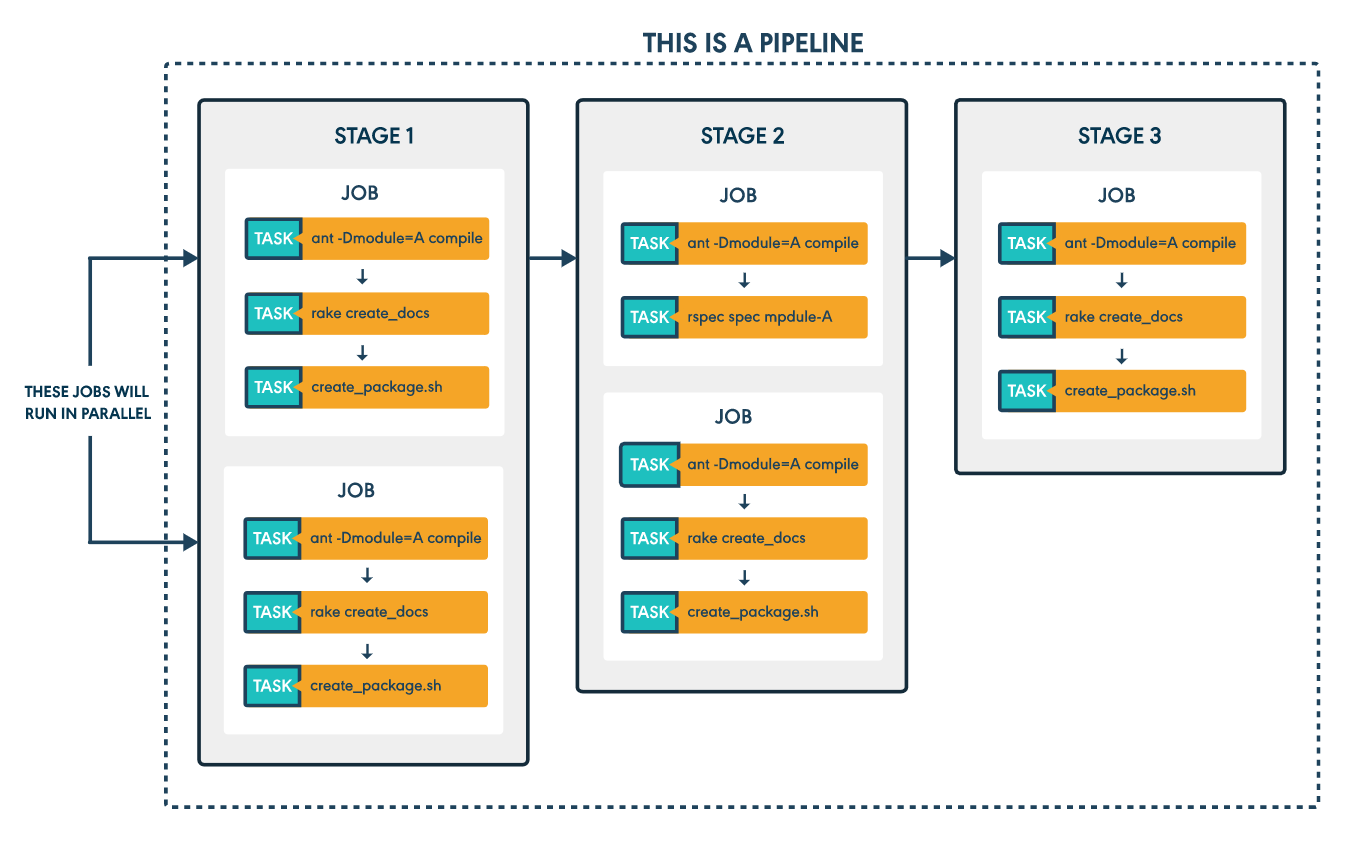 THIS IS A PIPELINE
THESE JOBS WILL
RUN IN PARALLEL
STAGE 1
JOB
TASK ant -Dmodule=A compile
TASK rake create_docs
TASK create_package.sh
JOB
TASK ant -Dmodule=A compile
TASK rake create_docs
TASK create_package.sh
STAGE 2
JOB
TASK ant -Dmodule=A compile
TASK rspec spec mpdule-A
JOB
TASK ant -Dmodule=A compile
TASK rake create_docs
TASK create_package.sh
STAGE 3
JOB
TASK ant -Dmodule=A compile
TASK rake create_docs
TASK create_package.sh